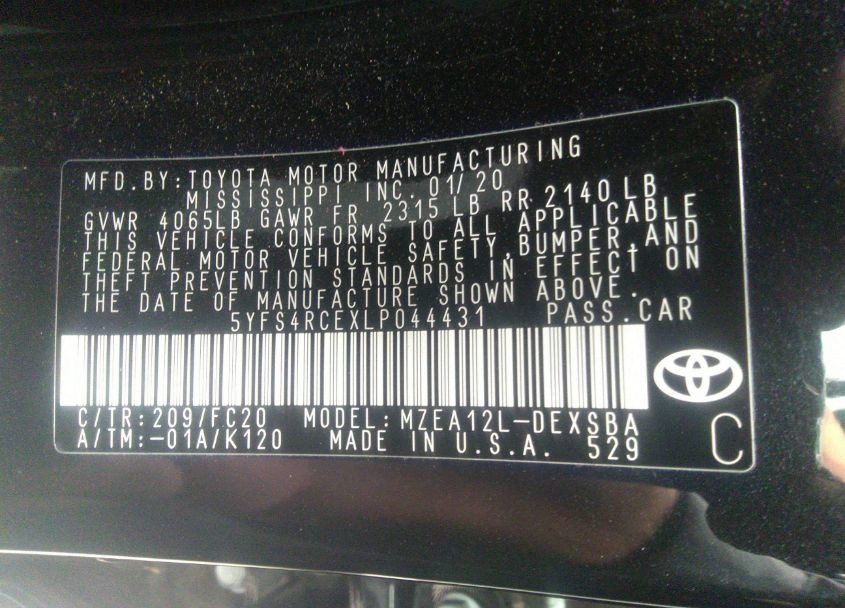 MFD.BY:TOYOTA MOTOR MANUFACTURING
MISSISSIPPI INC. 01/20
GVWR 4065LB GAWR FR 2315 LB RR 2140 LB
THIS VEHICLE CONFORMS TO ALL APPLICABLE
FEDERAL MOTOR VEHICLE SAFETY,BUMPER,AND
THEFT PREVENTION STANDARDS IN EFFECT ON
THE DATE OF MANUFACTURE SHOWN ABOVE.
5YFS4RCEXLP044431 PASS.CAR
C/TR:209/FC20 MODEL:MZEA12L-DEXSBA
A/TM:-01A/K120 MADE IN U.S.A. 529
C